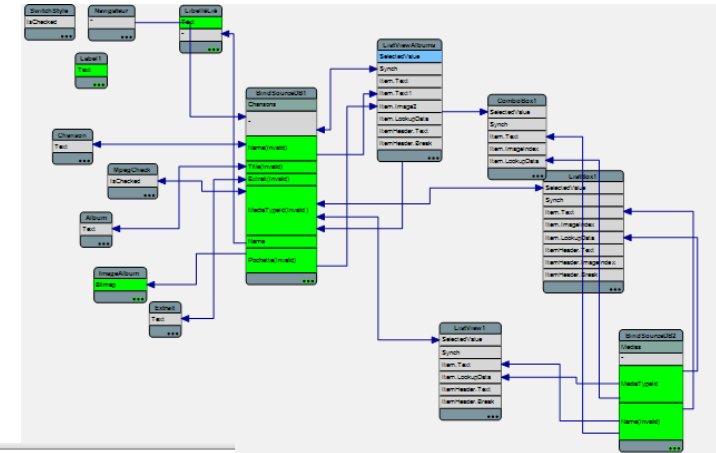 SwitchStyle
IsChecked
...
Navigateur
*
...
LabelisLié
Text
*
...
Label1
Text
...
ListViewAlbums
SelectedValue
Synch
Item.Text
Item.Text1
Item.Image2
Item.LookupData
ItemHeader.Text
ItemHeader.Break
...
BindSourceDB1
Chansons
*
Name(Invalid)
Title(Invalid)
Extrait(Invalid)
MediaTypeId(Invalid)
Name
Pochette(Invalid)
...
ComboBox1
SelectedValue
Synch
Item.Text
Item.ImageIndex
Item.LookupData
...
Chanson
Text
...
MpegCheck
IsChecked
...
ListBox1
SelectedValue
Synch
Item.Text
Item.ImageIndex
Item.LookupData
ItemHeader.Text
ItemHeader.ImageIndex
ItemHeader.Break
...
Album
Text
...
ImageAlbum
Bitmap
...
Extrait
Text
...
ListView1
SelectedValue
Synch
Item.Text
Item.LookupData
ItemHeader.Text
ItemHeader.Break
...
BindSourceDB2
Medias
*
MediaTypeId
Name(Invalid)
...